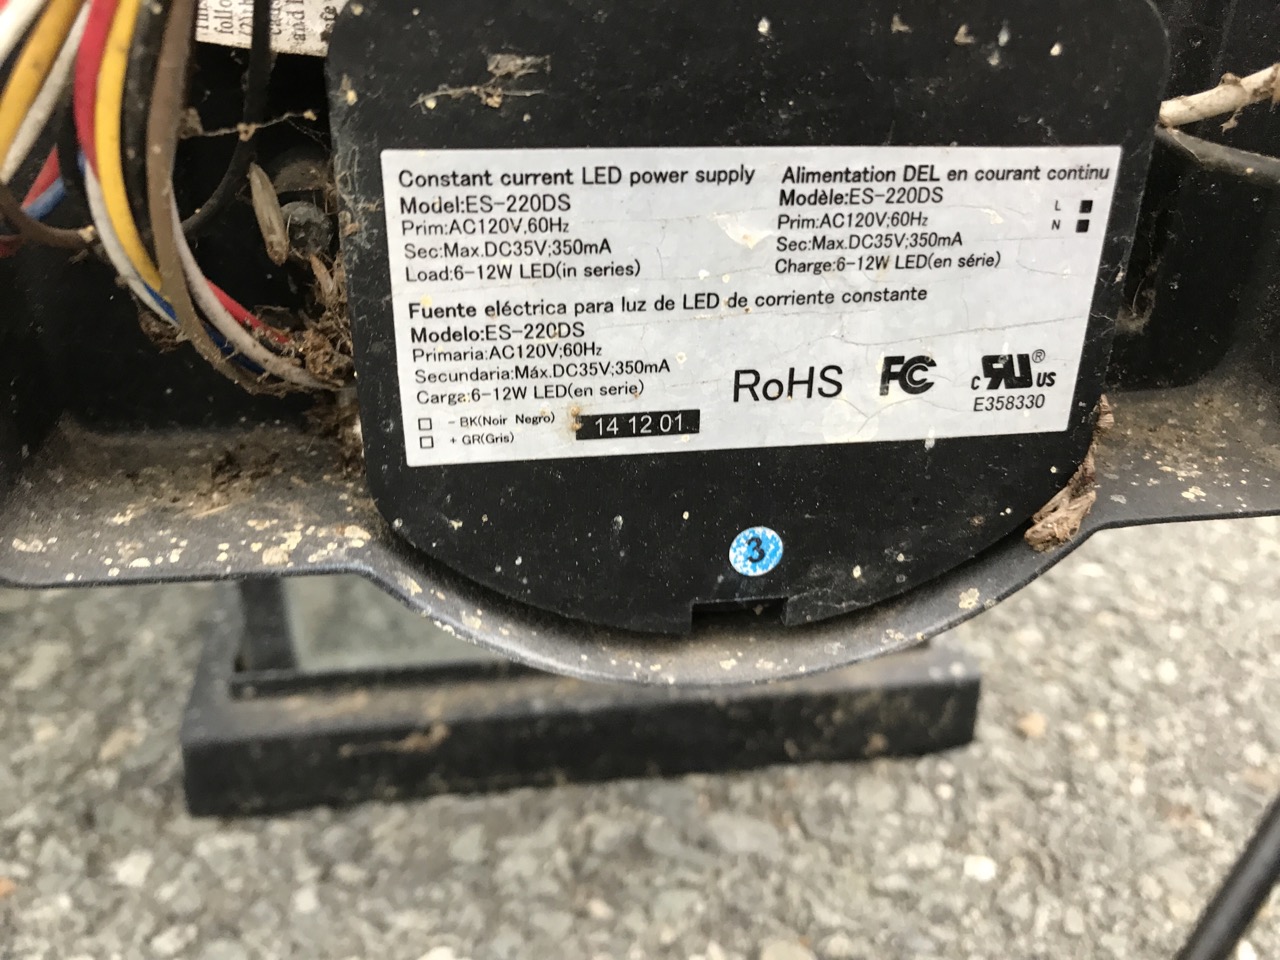 follo
(2) h
and I
Constant current LED power supply
Model:ES-220DS
Prim:AC120V,60Hz
Sec:Max.DC35V;350mA
Load:6-12W LED(in series)
Alimentation DEL en courant continu
Modèle:ES-220DS
Prim:AC120V;60Hz
Sec:Max.DC35V;350mA
Charge:6-12W LED(en série)
L
N
Fuente eléctrica para luz de LED de corriente constante
Modelo:ES-220DS
Primaria:AC120V;60Hz
Secundaria:Máx.DC35V;350mA
Carga:6-12W LED(en serie)
- BK(Noir Negro)
+ GR(Gris)
14 12 01
RoHS
FC
c RU US ®
E358330
3